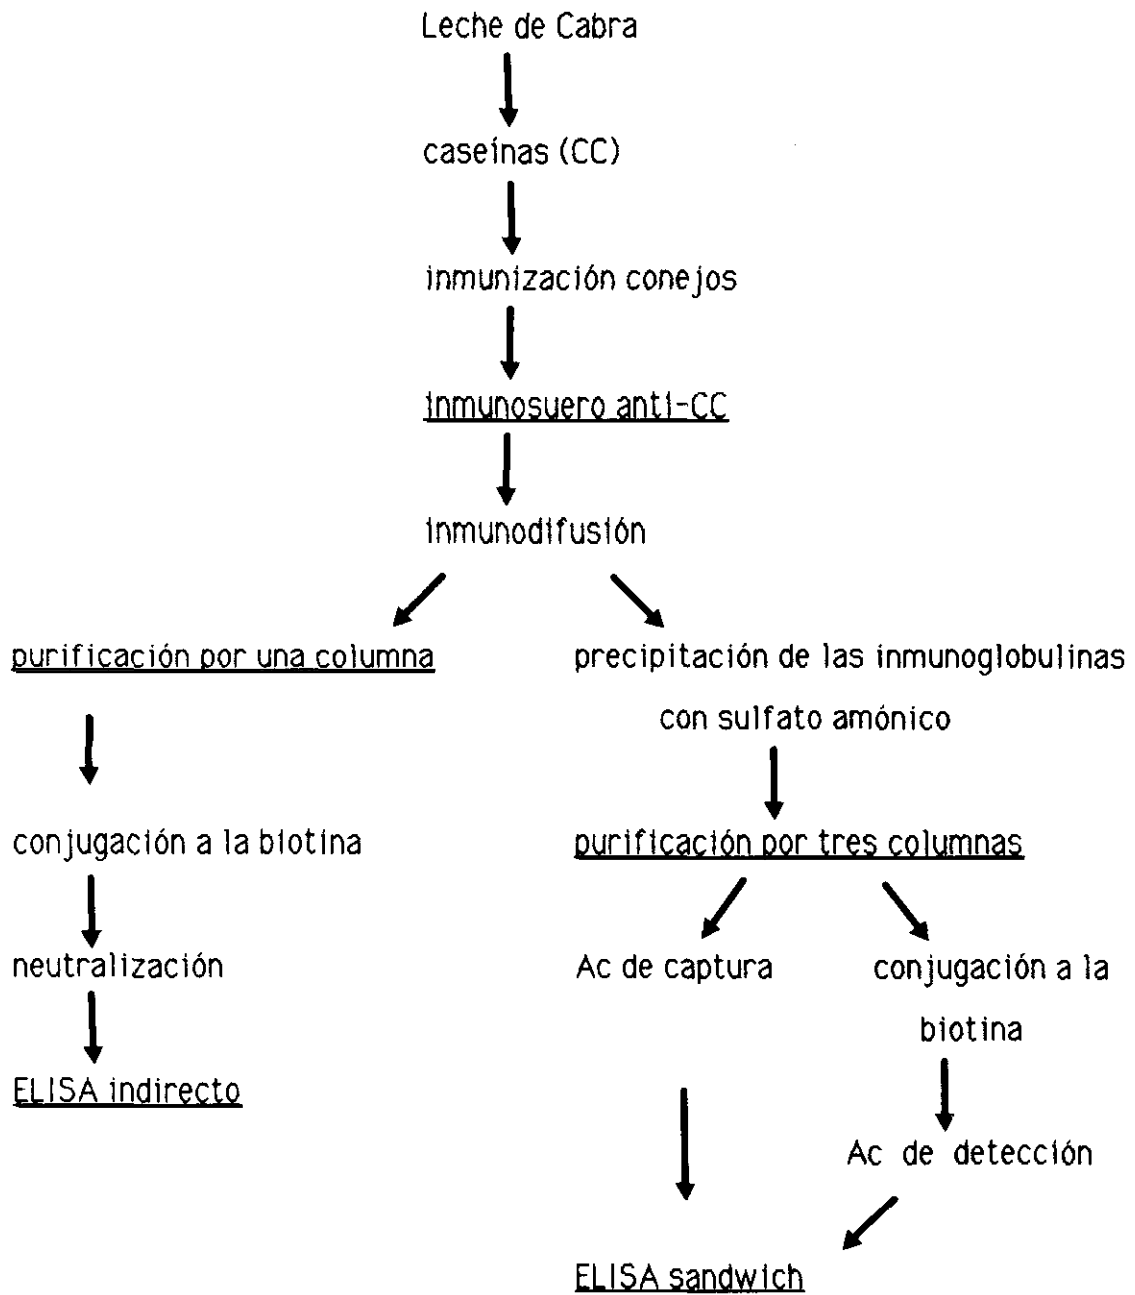 Leche de Cabra
caseínas (CC)
inmunización conejos
inmunosuero anti-CC
inmunodifusión
purificación por una columna
conjugación a la biotina
neutralización
ELISA indirecto
precipitación de las inmunoglobulinas
con sulfato amónico
purificación por tres columnas
Ac de captura
conjugación a la
biotina
Ac de detección
ELISA sandwich